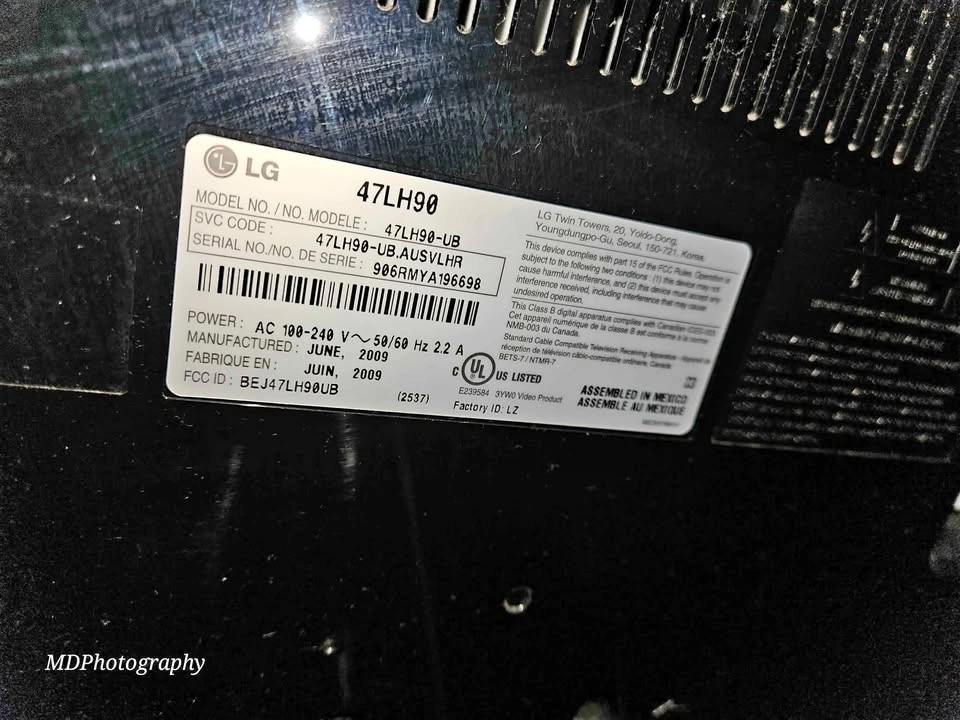 LG
47LH90
MODEL NO. / NO. MODELE : 47LH90-UB
SVC CODE : 47LH90-UB.AUSVLHR
SERIAL NO./NO. DE SERIE : 906RMYA196698
POWER : AC 100-240 V～50/60 Hz 2.2 A
MANUFACTURED : JUNE, 2009
FABRIQUE EN : JUIN, 2009
FCC ID : BEJ47LH90UB
(2537)
LG Twin Towers, 20, Yoido-Dong,
Youngdungpo-Gu, Seoul, 150-721, Korea.
This device complies with part 15 of the FCC Rules. Operation is
subject to the following two conditions : (1) this device may not
cause harmful interference, and (2) this device must accept any
interference received, including interference that may cause
undesired operation.
This Class B digital apparatus complies with Canadian ICES-003
Cet appareil numérique de la classe B est conforme à la norme
NMB-003 du Canada.
Standard Cable Compatible Television Receiving Apparatus- Appareil de
réception de télévision câble-compatible ordinaire, Canada
BETS-7 / NTMR-7
C UL US LISTED
E239584 3YW0 Video Product
Factory ID: LZ
ASSEMBLED IN MEXICO
ASSEMBLE AU MEXIQUE
MDPhotography